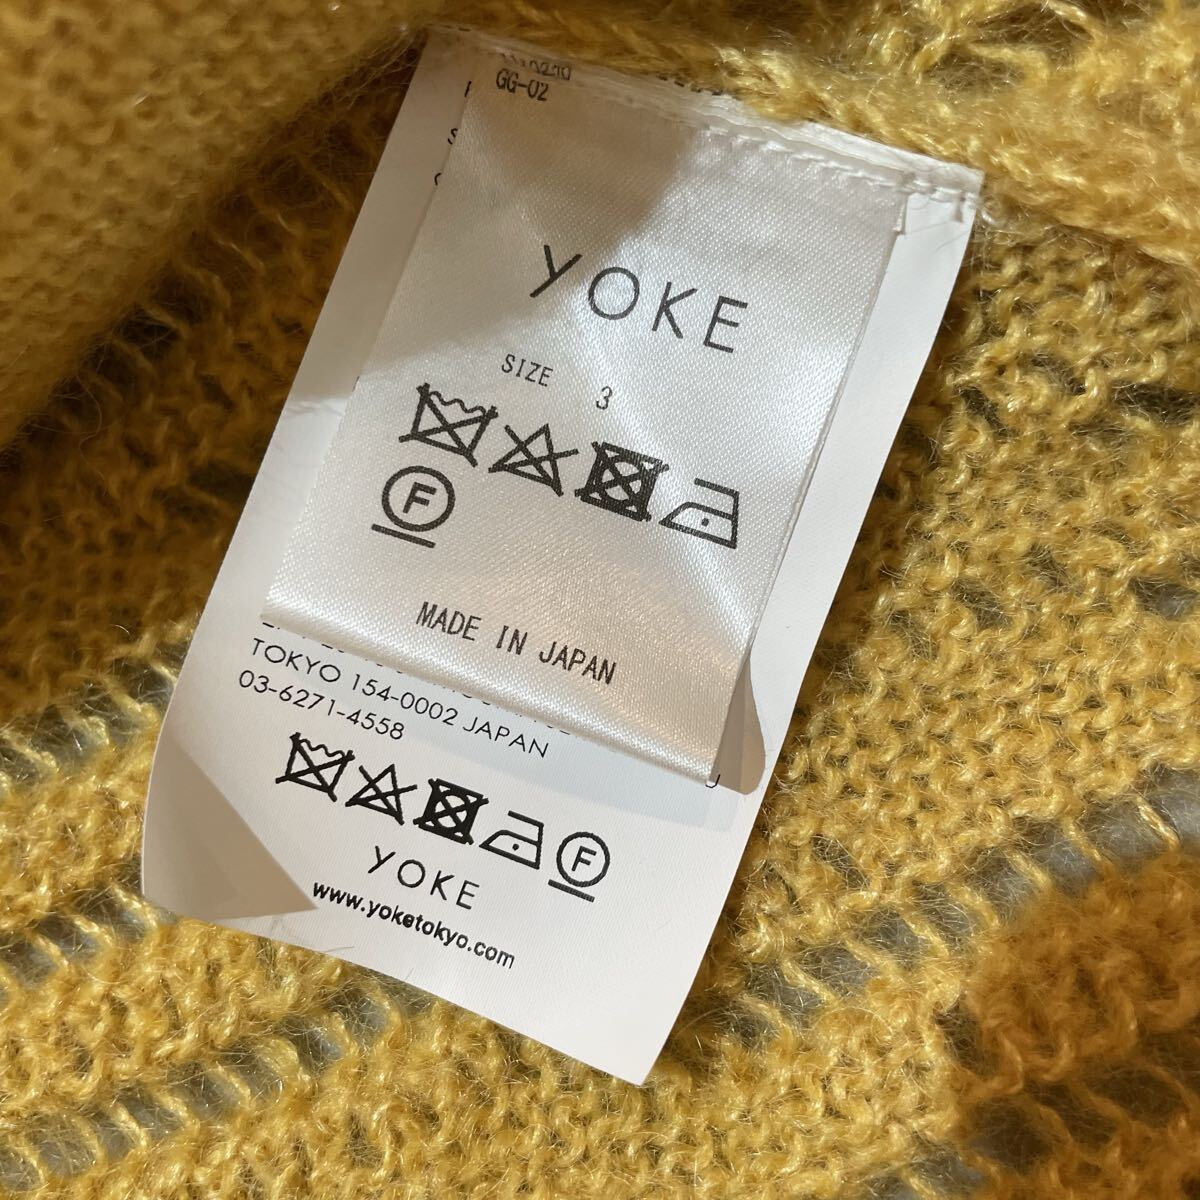 GG-02
YOKE
SIZE 3
F
MADE IN JAPAN
TOKYO 154-0002 JAPAN
03-6271-4558
F
YOKE
www.yoketokyo.com